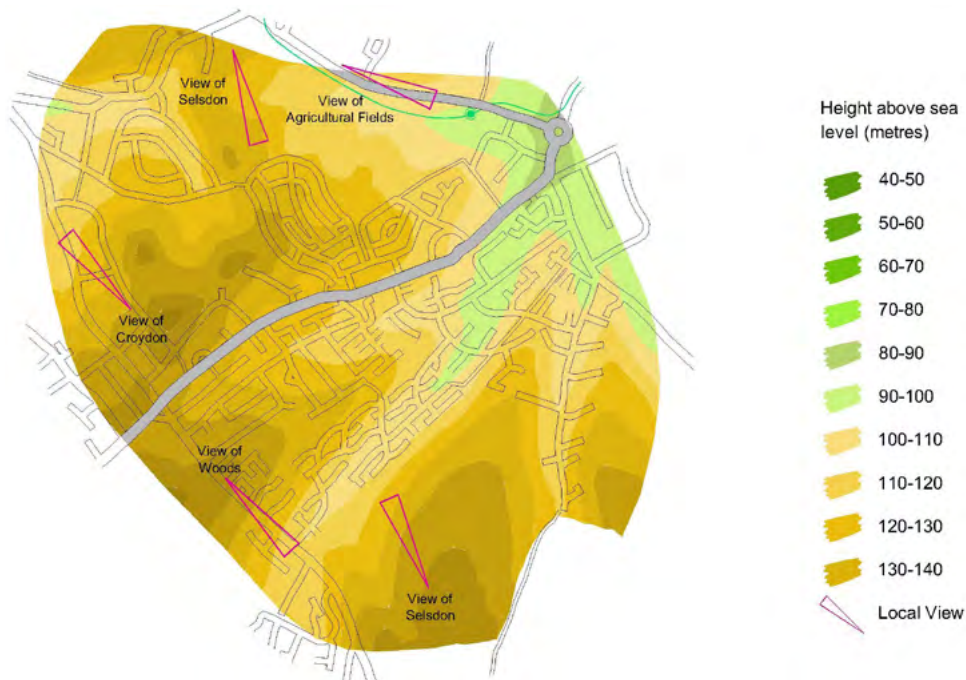 View of
Selsdon
View of
Agricultural Fields
View of
Croydon
View of
Woods
View of
Selsdon
Height above sea
level (metres)
40-50
50-60
60-70
70-80
80-90
90-100
100-110
110-120
120-130
130-140
Local View